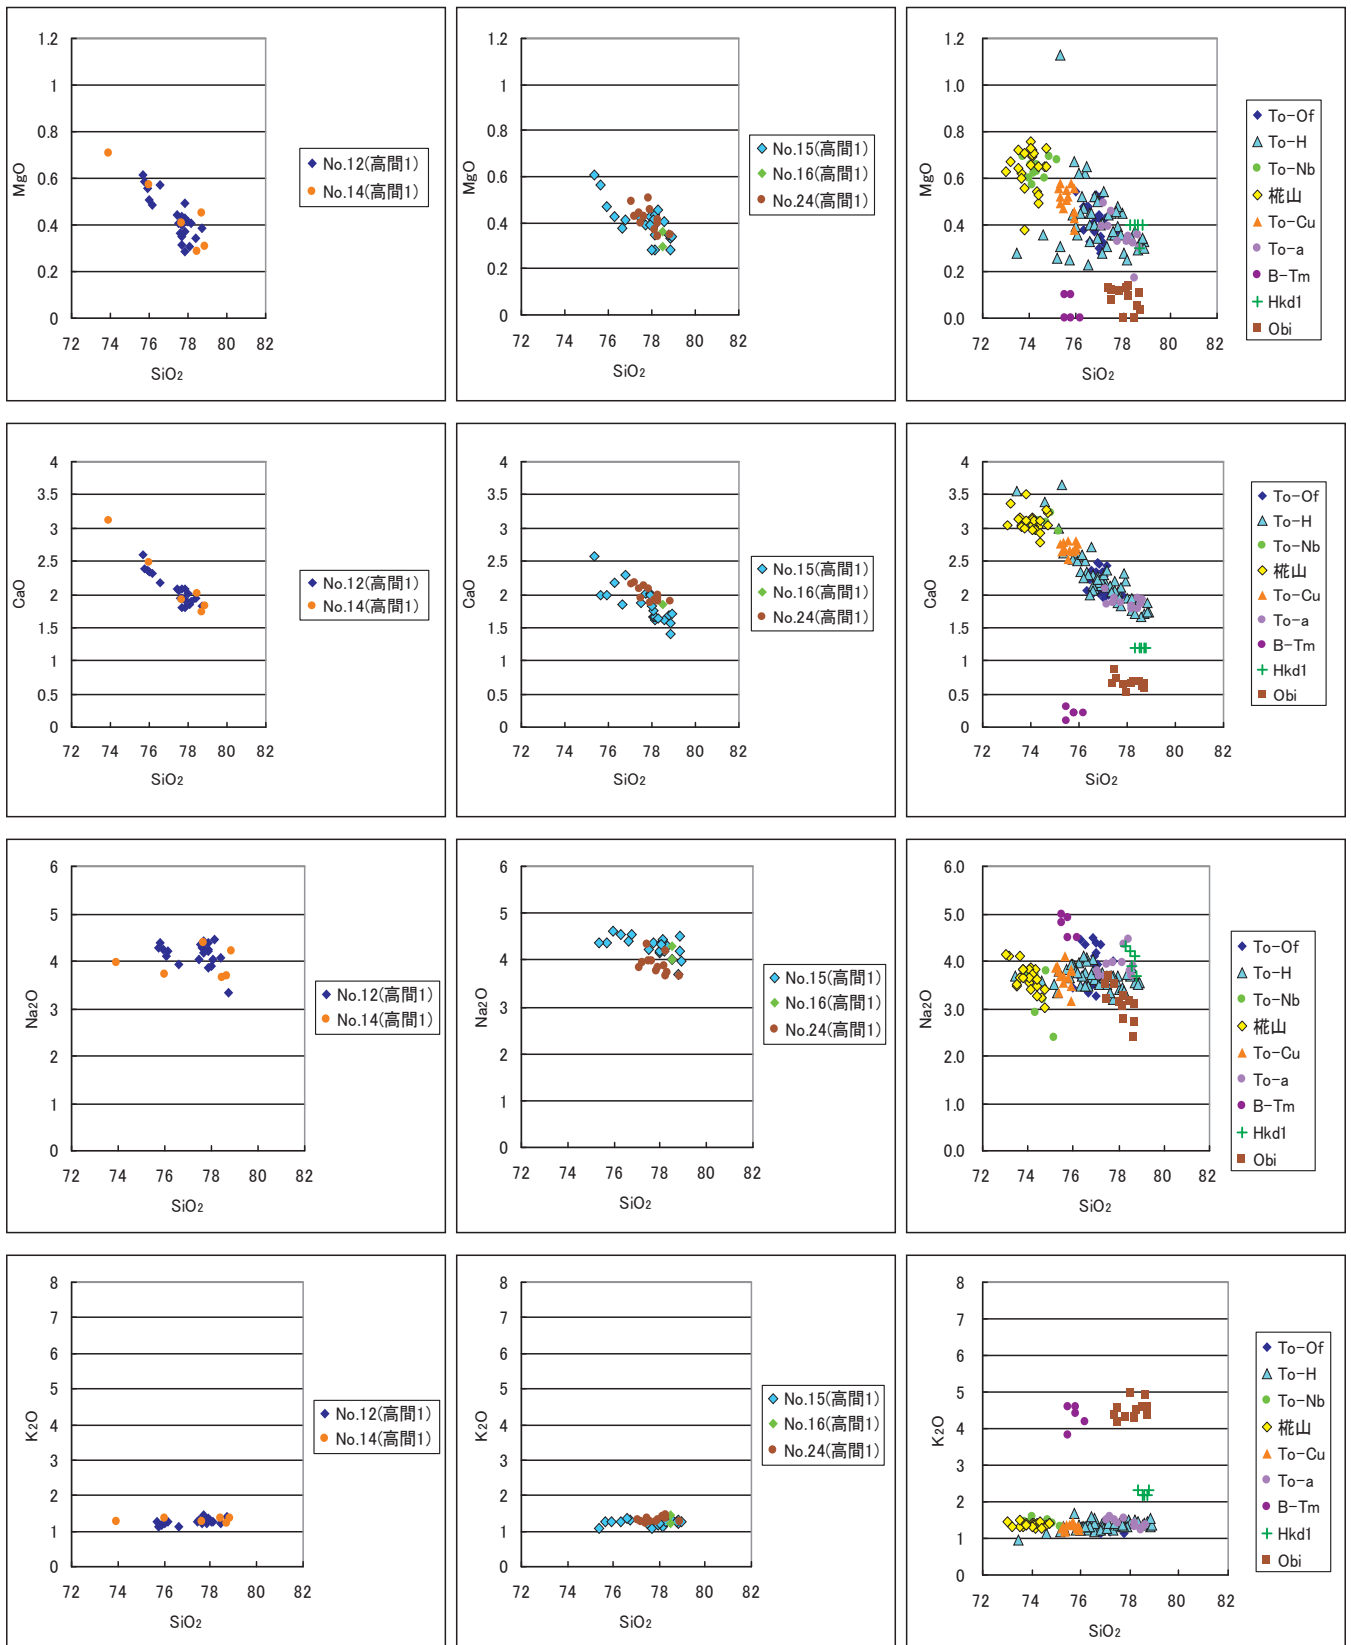 1.2
1
0.8
0.6
0.4
0.2
0
MgO
72 74 76 78 80 82
SiO₂
No.12(高間1)
No.14(高間1)
1.2
1
0.8
0.6
0.4
0.2
0
MgO
72 74 76 78 80 82
SiO₂
No.15(高間1)
No.16(高間1)
No.24(高間1)
1.2
1.0
0.8
0.6
0.4
0.2
0.0
MgO
72 74 76 78 80 82
SiO₂
To-Of
To-H
To-Nb
椛山
To-Cu
To-a
B-Tm
Hkd1
Obi
4
3.5
3
2.5
2
1.5
1
0.5
0
CaO
72 74 76 78 80 82
SiO₂
No.12(高間1)
No.14(高間1)
4
3.5
3
2.5
2
1.5
1
0.5
0
CaO
72 74 76 78 80 82
SiO₂
No.15(高間1)
No.16(高間1)
No.24(高間1)
4
3.5
3
2.5
2
1.5
1
0.5
0
CaO
72 74 76 78 80 82
SiO₂
To-Of
To-H
To-Nb
椛山
To-Cu
To-a
B-Tm
Hkd1
Obi
6
5
4
3
2
1
0
Na₂O
72 74 76 78 80 82
SiO₂
No.12(高間1)
No.14(高間1)
6
5
4
3
2
1
0
Na₂O
72 74 76 78 80 82
SiO₂
No.15(高間1)
No.16(高間1)
No.24(高間1)
6.0
5.0
4.0
3.0
2.0
1.0
0.0
Na₂O
72 74 76 78 80 82
SiO₂
To-Of
To-H
To-Nb
椛山
To-Cu
To-a
B-Tm
Hkd1
Obi
8
7
6
5
4
3
2
1
0
K₂O
72 74 76 78 80 82
SiO₂
No.12(高間1)
No.14(高間1)
8
7
6
5
4
3
2
1
0
K₂O
72 74 76 78 80 82
SiO₂
No.15(高間1)
No.16(高間1)
No.24(高間1)
8
7
6
5
4
3
2
1
0
K₂O
72 74 76 78 80 82
SiO₂
To-Of
To-H
To-Nb
椛山
To-Cu
To-a
B-Tm
Hkd1
Obi